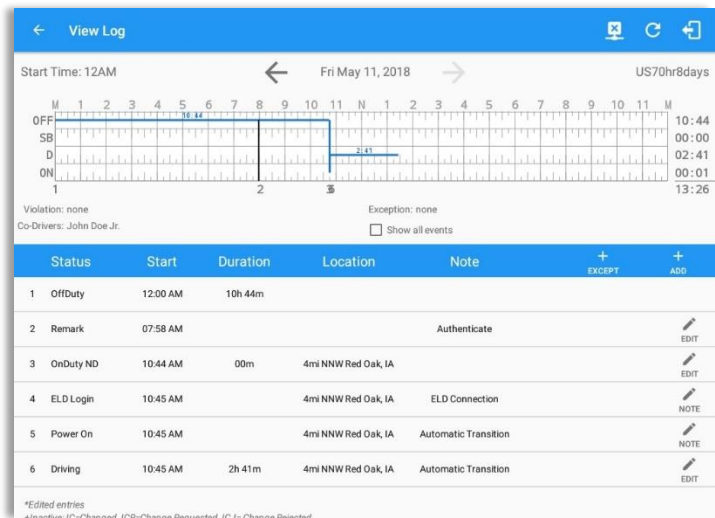 View Log
Start Time: 12AM Fri May 11, 2018 US70hr8days
M 1 2 3 4 5 6 7 8 9 10 11 N 1 2 3 4 5 6 7 8 9 10 11 M
OFF 10:44 10:44
SB 00:00
D 2:41 02:41
ON 00:01
1 2 13:26
Violation: none Exception: none
Co-Drivers: John Doe Jr. Show all events
Status Start Duration Location Note + EXCEPT + ADD
1 OffDuty 12:00 AM 10h 44m
2 Remark 07:58 AM Authenticate EDIT
3 OnDuty ND 10:44 AM 00m 4mi NNW Red Oak, IA EDIT
4 ELD Login 10:45 AM 4mi NNW Red Oak, IA ELD Connection NOTE
5 Power On 10:45 AM 4mi NNW Red Oak, IA Automatic Transition NOTE
6 Driving 10:45 AM 2h 41m 4mi NNW Red Oak, IA Automatic Transition EDIT
*Edited entries